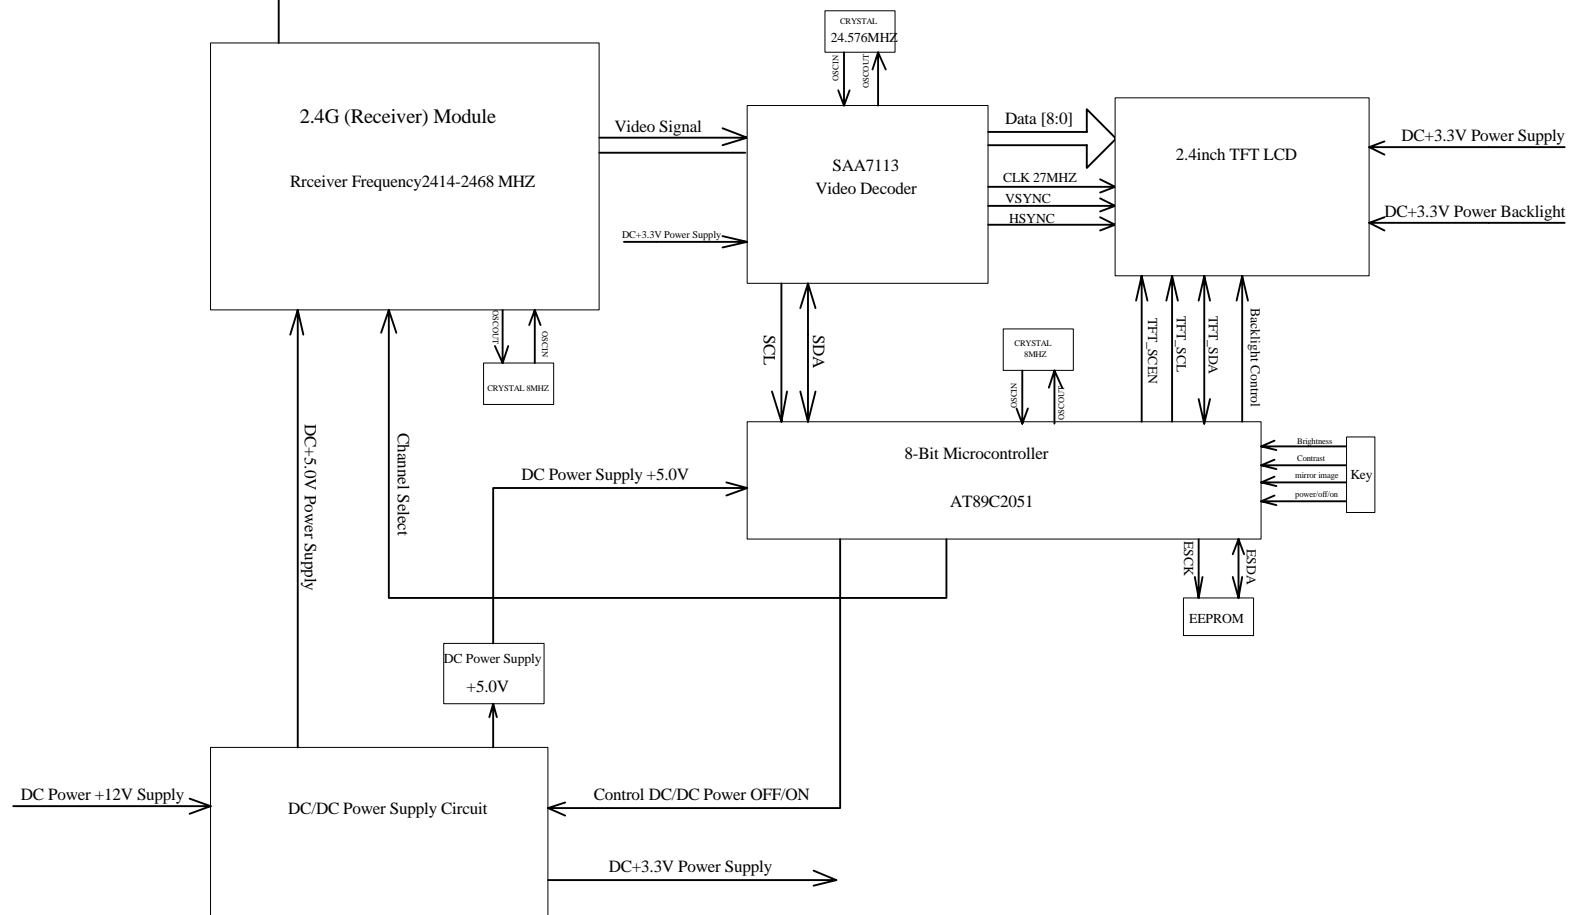 CRYSTAL
24.576MHZ
OSCIN
OSCOUT
2.4G (Receiver) Module
Rrceiver Frequency2414-2468 MHZ
Video Signal
SAA7113
Video Decoder
DC+3.3V Power Supply
Data [8:0]
CLK 27MHZ
VSYNC
HSYNC
2.4inch TFT LCD
DC+3.3V Power Supply
DC+3.3V Power Backlight
OSCOUT
OSCIN
CRYSTAL 8MHZ
SCL
SDA
CRYSTAL
8MHZ
OSCIN
OSCOUT
TFT_SCEN
TFT_SCL
TFT_SDA
Backlight Control
DC+5.0V Power Supply
Channel Select
DC Power Supply +5.0V
8-Bit Microcontroller
AT89C2051
Brightness
Contrast
mirror image
power/off/on
Key
ESCK
ESDA
EEPROM
DC Power Supply
+5.0V
DC Power +12V Supply
DC/DC Power Supply Circuit
Control DC/DC Power OFF/ON
DC+3.3V Power Supply